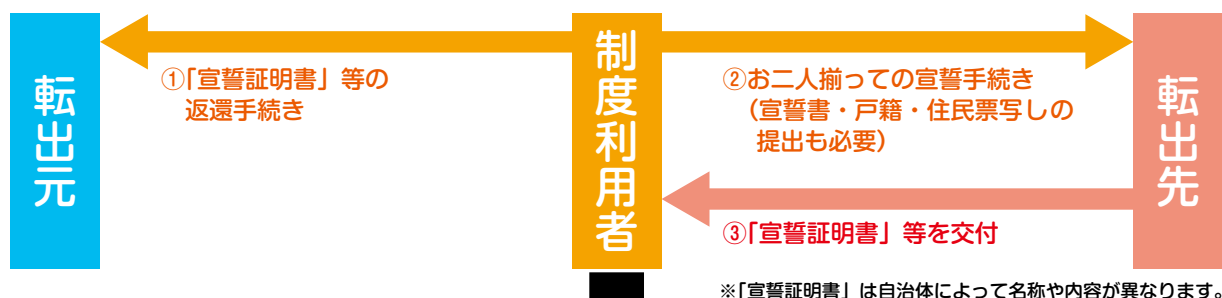 転出元
①「宣誓証明書」等の
返還手続き
制度利用者
②お二人揃っての宣誓手続き
（宣誓書・戸籍・住民票写しの
提出も必要）
転出先
③「宣誓証明書」等を交付
※「宣誓証明書」は自治体によって名称や内容が異なります。